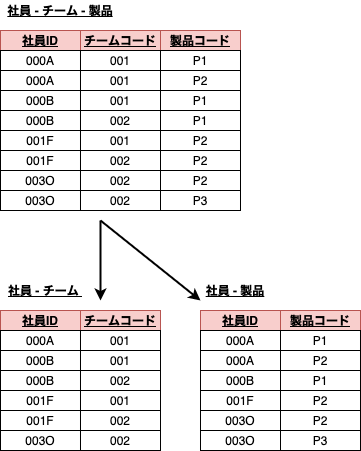 社員 - チーム - 製品
社員ID チームコード 製品コード
000A 001 P1
000A 001 P2
000B 001 P1
000B 002 P1
001F 001 P2
001F 002 P2
003O 002 P2
003O 002 P3
社員 - チーム
社員ID チームコード
000A 001
000B 001
000B 002
001F 001
001F 002
003O 002
社員 - 製品
社員ID 製品コード
000A P1
000A P2
000B P1
001F P2
003O P2
003O P3